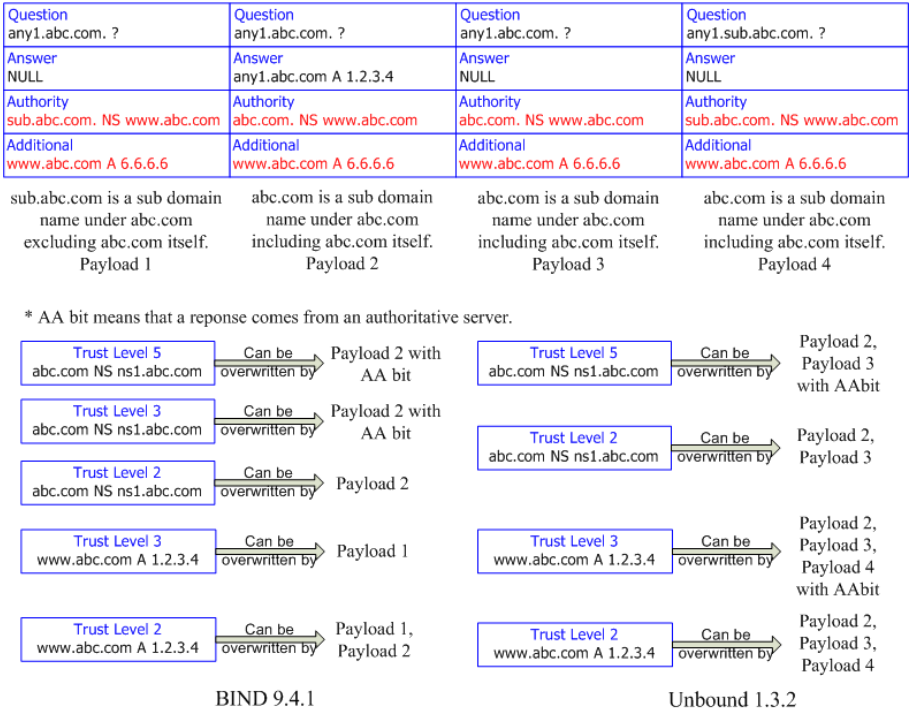 Question
any1.abc.com. ?
Answer
NULL
Authority
sub.abc.com. NS www.abc.com
Additional
www.abc.com A 6.6.6.6
sub.abc.com is a sub domain
name under abc.com
excluding abc.com itself.
Payload 1
Question
any1.abc.com. ?
Answer
any1.abc.com A 1.2.3.4
Authority
abc.com. NS www.abc.com
Additional
www.abc.com A 6.6.6.6
abc.com is a sub domain
name under abc.com
including abc.com itself.
Payload 2
Question
any1.abc.com. ?
Answer
NULL
Authority
abc.com. NS www.abc.com
Additional
www.abc.com A 6.6.6.6
abc.com is a sub domain
name under abc.com
including abc.com itself.
Payload 3
Question
any1.sub.abc.com. ?
Answer
NULL
Authority
sub.abc.com. NS www.abc.com
Additional
www.abc.com A 6.6.6.6
abc.com is a sub domain
name under abc.com
including abc.com itself.
Payload 4
* AA bit means that a reponse comes from an authoritative server.
Trust Level 5
abc.com NS ns1.abc.com
Can be
overwritten by
Payload 2 with
AA bit
Trust Level 3
abc.com NS ns1.abc.com
Can be
overwritten by
Payload 2 with
AA bit
Trust Level 2
abc.com NS ns1.abc.com
Can be
overwritten by
Payload 2
Trust Level 3
www.abc.com A 1.2.3.4
Can be
overwritten by
Payload 1
Trust Level 2
www.abc.com A 1.2.3.4
Can be
overwritten by
Payload 1,
Payload 2
BIND 9.4.1
Trust Level 5
abc.com NS ns1.abc.com
Can be
overwritten by
Payload 2,
Payload 3
with AAbit
Trust Level 2
abc.com NS ns1.abc.com
Can be
overwritten by
Payload 2,
Payload 3
Trust Level 3
www.abc.com A 1.2.3.4
Can be
overwritten by
Payload 2,
Payload 3,
Payload 4
with AAbit
Trust Level 2
www.abc.com A 1.2.3.4
Can be
overwritten by
Payload 2,
Payload 3,
Payload 4
Unbound 1.3.2